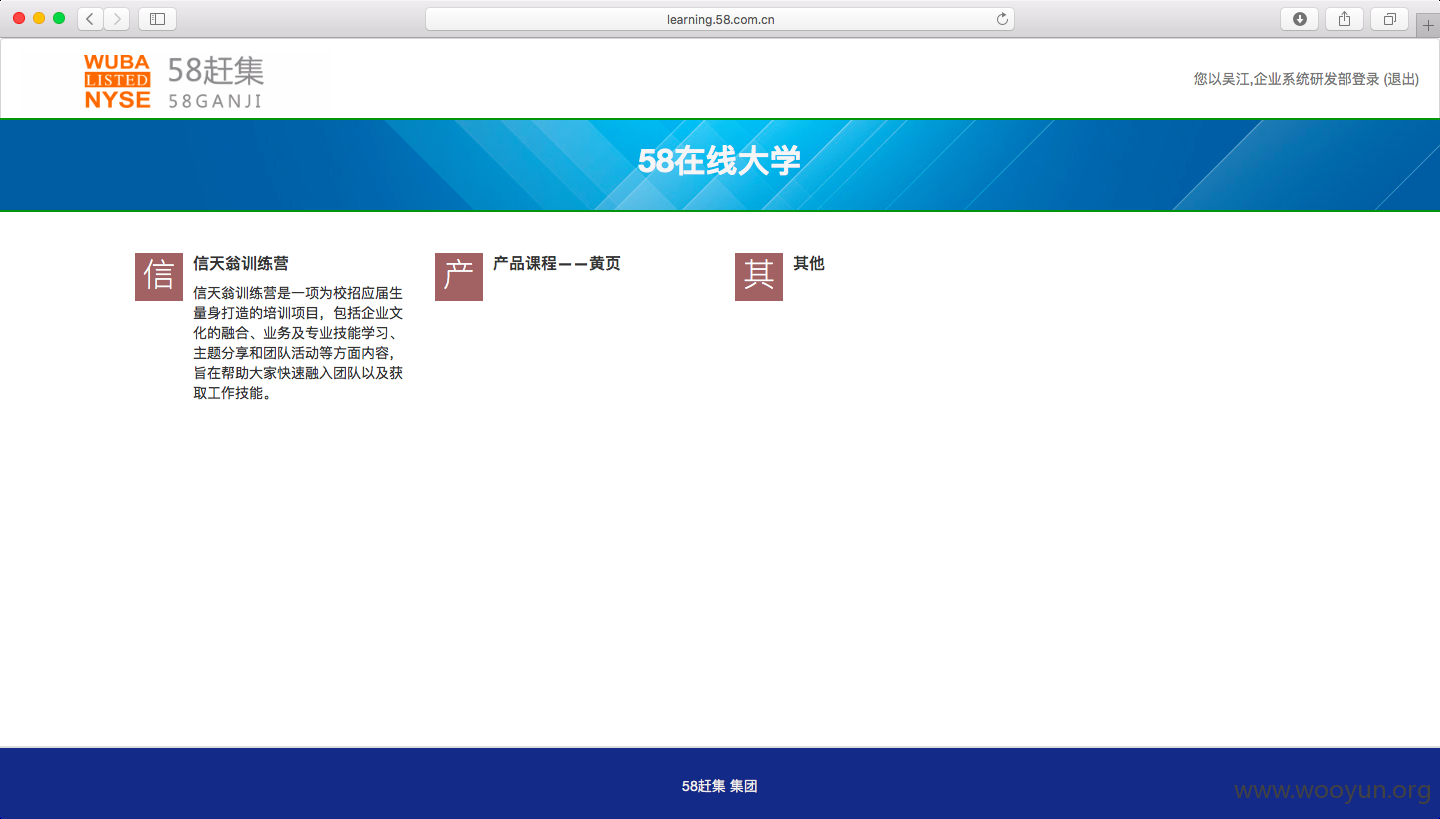 learning.58.com.cn
WUBA
LISTED
NYSE
58赶集
58GANJI
您以吴江,企业系统研发部登录 (退出)
58在线大学
信
信天翁训练营
信天翁训练营是一项为校招应届生
量身打造的培训项目，包括企业文
化的融合、业务及专业技能学习、
主题分享和团队活动等方面内容，
旨在帮助大家快速融入团队以及获
取工作技能。
产
产品课程——黄页
其
其他
58赶集 集团
www.wooyun.org